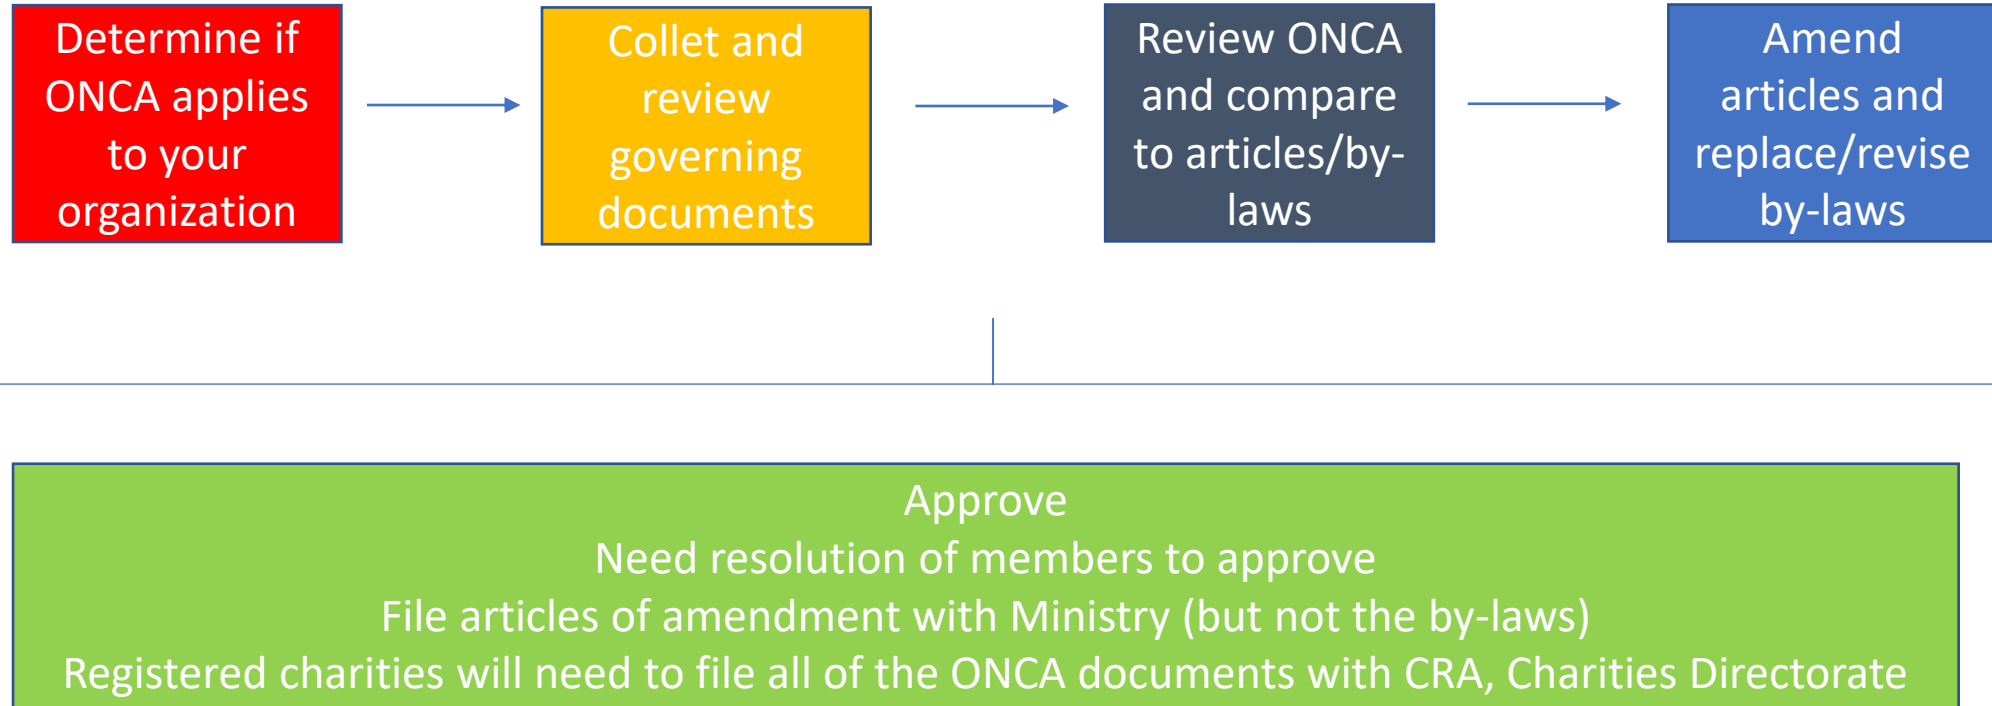 Determine if
ONCA applies
to your
organization
Collet and
review
governing
documents
Review ONCA
and compare
to articles/by-
laws
Amend
articles and
replace/revise
by-laws
Approve
Need resolution of members to approve
File articles of amendment with Ministry (but not the by-laws)
Registered charities will need to file all of the ONCA documents with CRA, Charities Directorate